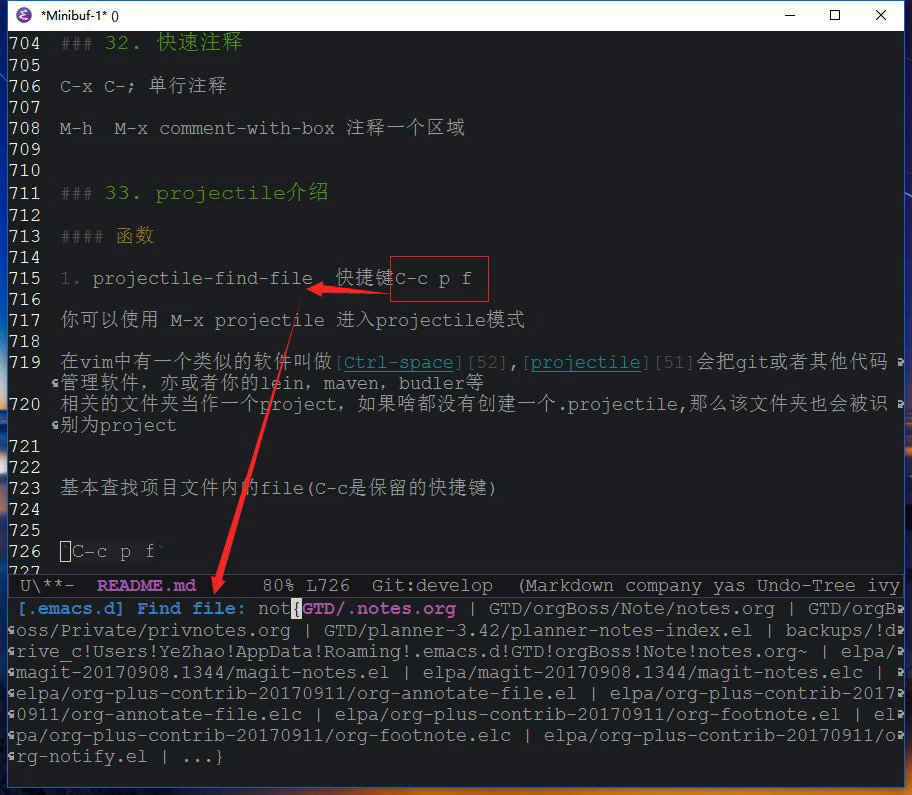 *Minibuf-1* ()
704 ### 32. 快速注释
705
706 C-x C-; 单行注释
707
708 M-h  M-x comment-with-box 注释一个区域
709
710
711 ### 33. projectile介绍
712
713 #### 函数
714
715 1. projectile-find-file  快捷键C-c p f
716
717 你可以使用 M-x projectile 进入projectile模式
718
719 在vim中有一个类似的软件叫做[Ctrl-space][52],[projectile][51]会把git或者其他代码
管理软件，亦或者你的lein，maven，budler等
720 相关的文件夹当作一个project，如果啥都没有创建一个.projectile,那么该文件夹也会被识
别为project
721
722
723 基本查找项目文件内的file(C-c是保留的快捷键)
724
725
726 `C-c p f`
727
U\**-  README.md      80% L726  Git:develop  (Markdown company yas Undo-Tree ivy
[.emacs.d] Find file: not{GTD/.notes.org | GTD/orgBoss/Note/notes.org | GTD/orgB
oss/Private/privnotes.org | GTD/planner-3.42/planner-notes-index.el | backups/!d
rive_c!Users!YeZhao!AppData!Roaming!.emacs.d!GTD!orgBoss!Note!notes.org~ | elpa/
magit-20170908.1344/magit-notes.el | elpa/magit-20170908.1344/magit-notes.elc |
elpa/org-plus-contrib-20170911/org-annotate-file.el | elpa/org-plus-contrib-2017
0911/org-annotate-file.elc | elpa/org-plus-contrib-20170911/org-footnote.el | el
pa/org-plus-contrib-20170911/org-footnote.elc | elpa/org-plus-contrib-20170911/o
rg-notify.el | ...}